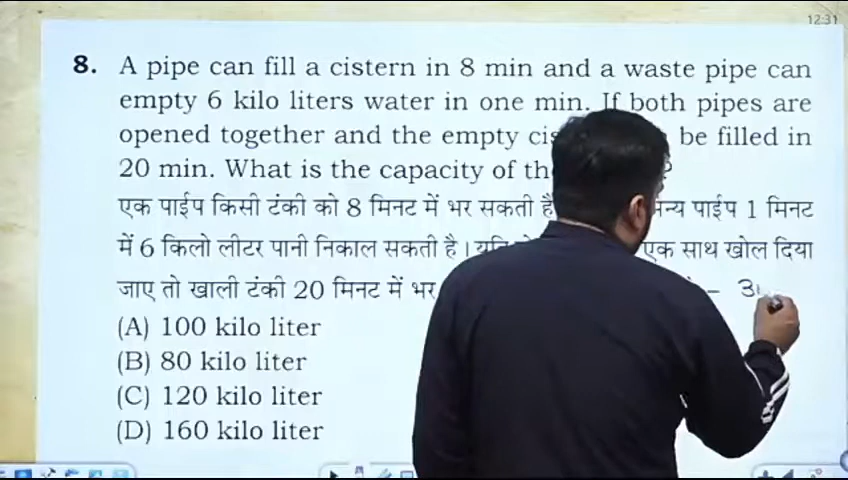 12:31
8. A pipe can fill a cistern in 8 min and a waste pipe can
empty 6 kilo liters water in one min. If both pipes are
opened together and the empty be filled in
20 min. What is the capacity of ?
एक पाईप किसी टंकी को 8 मिनट में भर सकती 1 मिनट
में 6 किलो लीटर पानी निकाल सकती है। एक साथ खोल दिया
जाए तो खाली टंकी 20 मिनट में भर
(A) 100 kilo liter
(B) 80 kilo liter
(C) 120 kilo liter
(D) 160 kilo liter